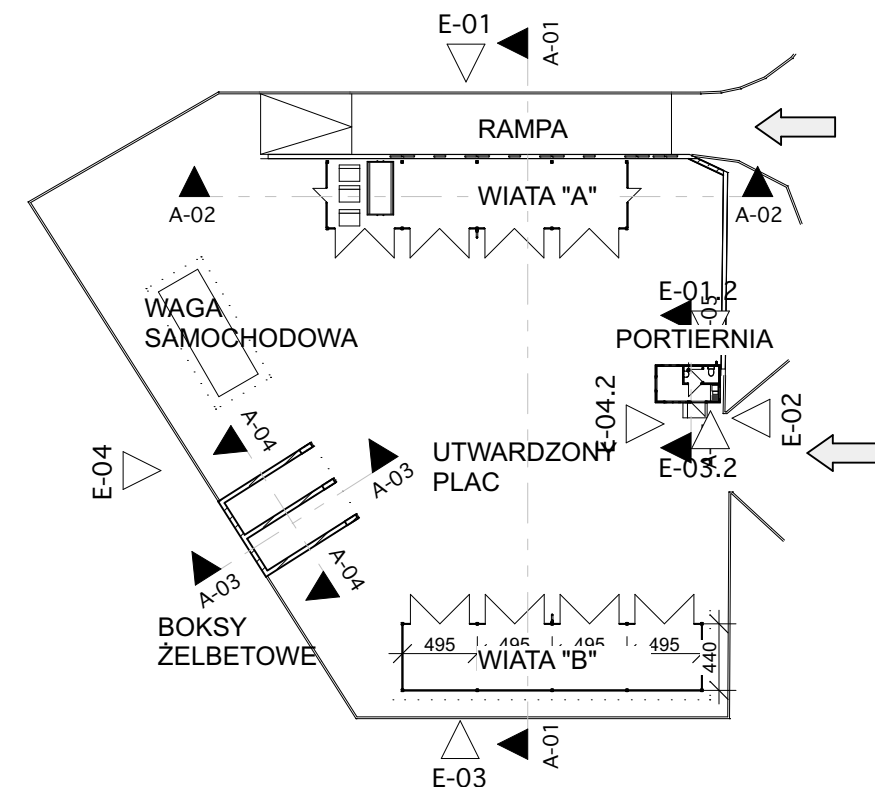 E-01
A-01
RAMPA
WIATA "A"
A-02
A-02
E-01.2
WAGA
SAMOCHODOWA
PORTIERNIA
E-04.2
E-02
A-04
E-04
A-03
UTWARDZONY
PLAC
E-03.2
A-03
A-04
BOKSY
ŻELBETOWE
495
495
495
495
WIATA "B"
440
A-01
E-03